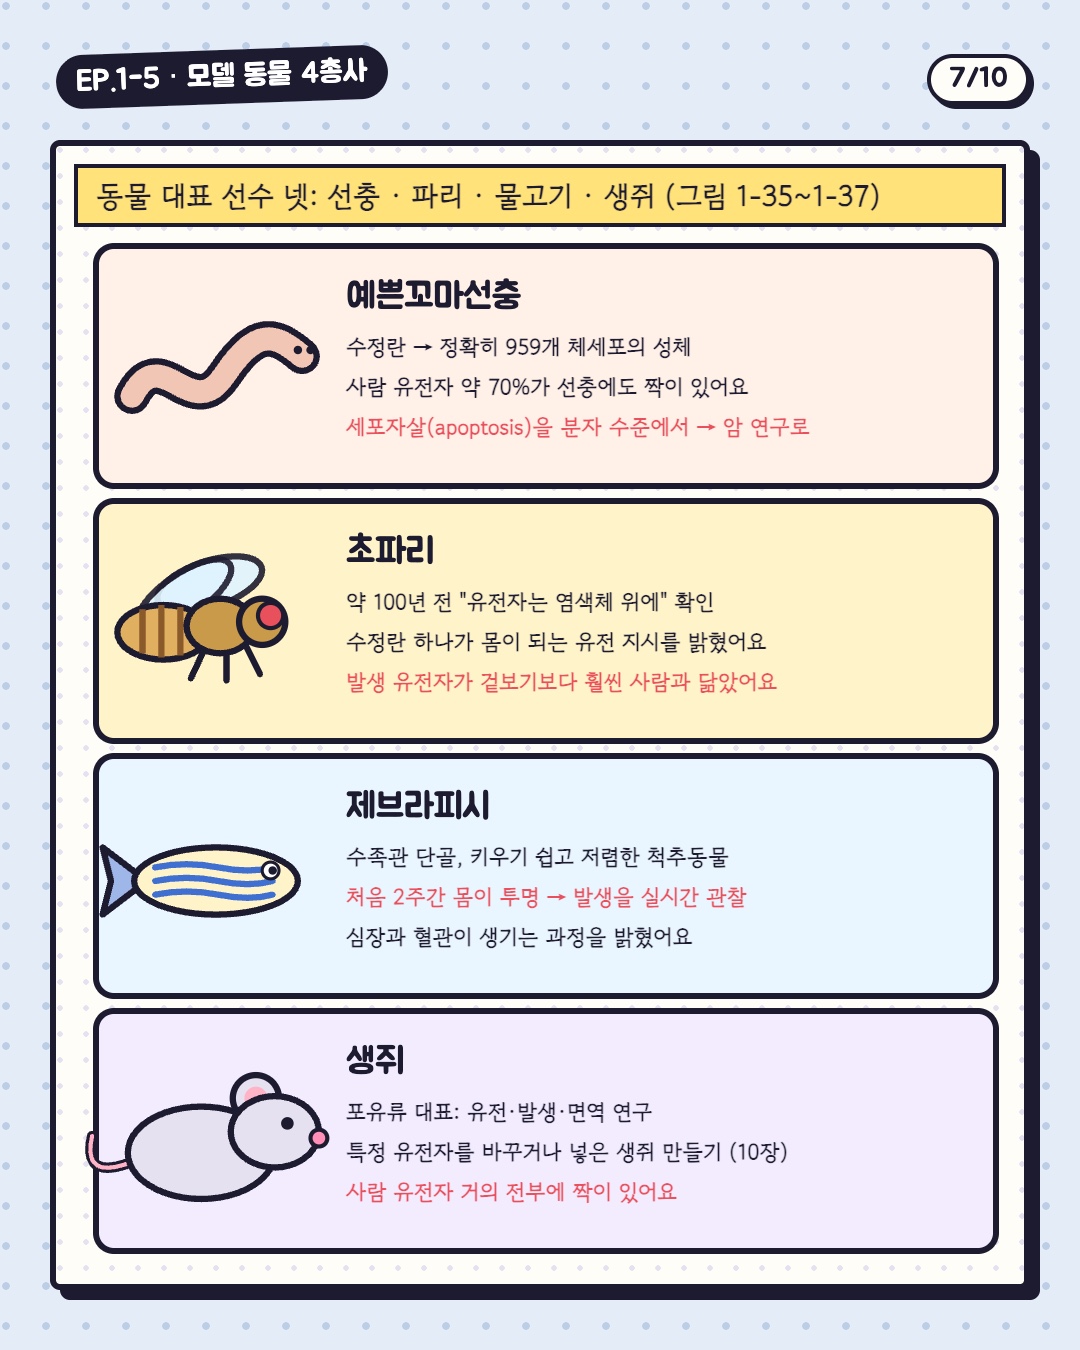 EP.1-5 · 모델 동물 4총사
7/10
동물 대표 선수 넷: 선충 · 파리 · 물고기 · 생쥐 (그림 1-35~1-37)
예쁜꼬마선충
수정란 → 정확히 959개 체세포의 성체
사람 유전자 약 70%가 선충에도 짝이 있어요
세포자살(apoptosis)을 분자 수준에서 → 암 연구로
초파리
약 100년 전 "유전자는 염색체 위에" 확인
수정란 하나가 몸이 되는 유전 지시를 밝혔어요
발생 유전자가 겉보기보다 훨씬 사람과 닮았어요
제브라피시
수족관 단골, 키우기 쉽고 저렴한 척추동물
처음 2주간 몸이 투명 → 발생을 실시간 관찰
심장과 혈관이 생기는 과정을 밝혔어요
생쥐
포유류 대표: 유전·발생·면역 연구
특정 유전자를 바꾸거나 넣은 생쥐 만들기 (10장)
사람 유전자 거의 전부에 짝이 있어요